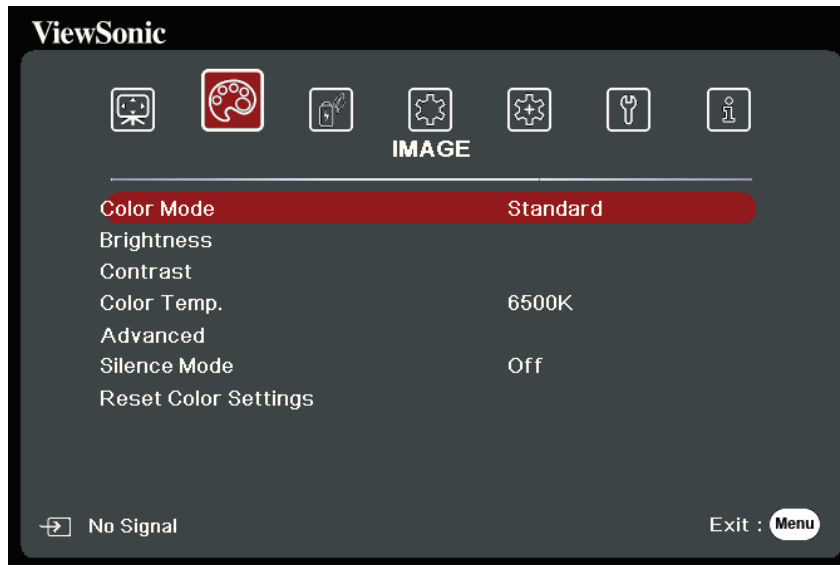 ViewSonic
IMAGE
Color Mode Standard
Brightness
Contrast
Color Temp. 6500K
Advanced
Silence Mode Off
Reset Color Settings
No Signal Exit : Menu